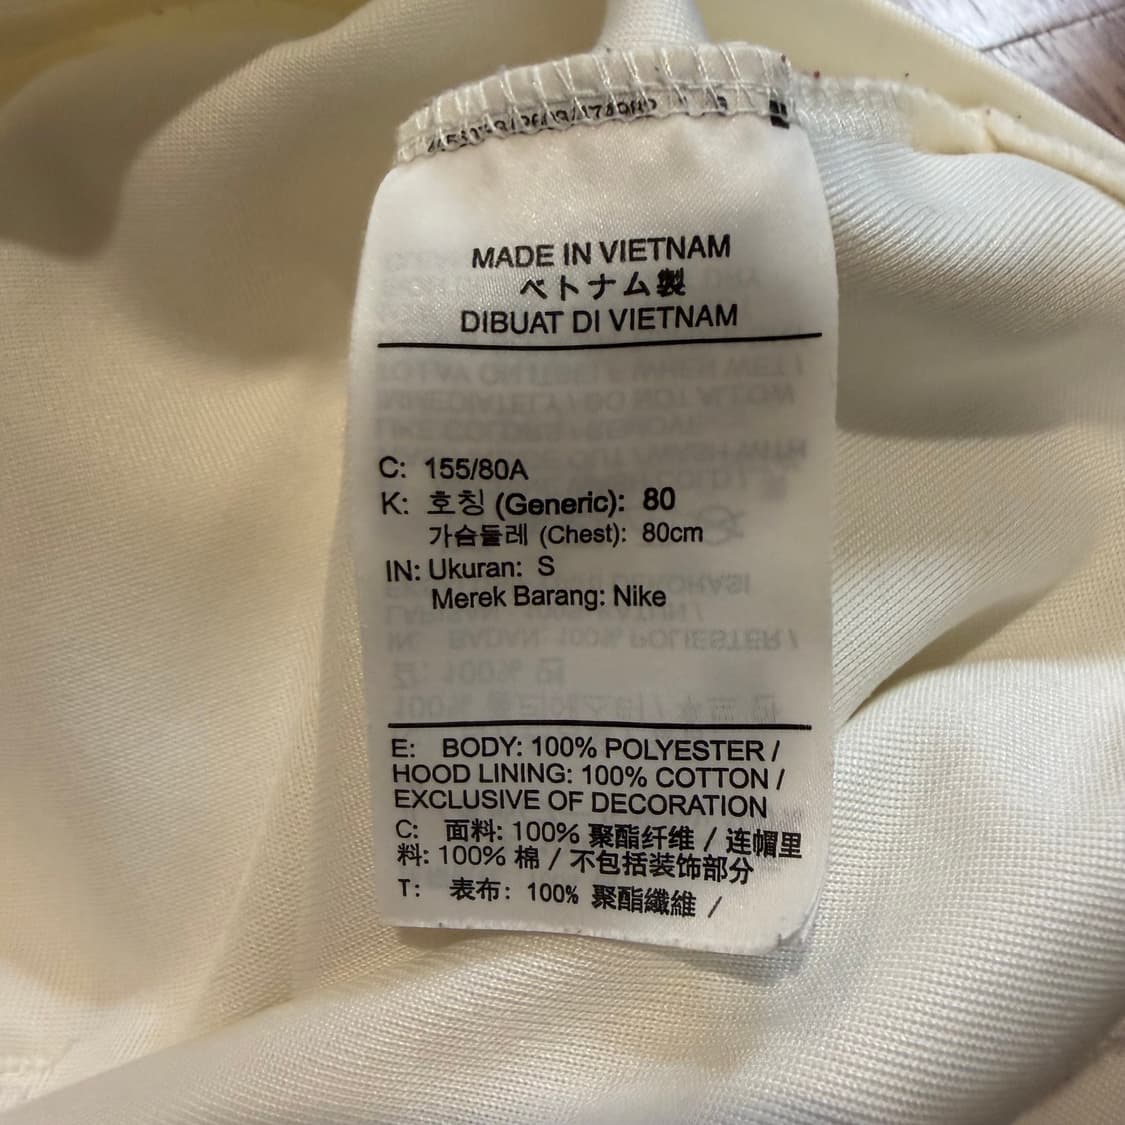 MADE IN VIETNAM
ベトナム製
DIBUAT DI VIETNAM
C: 155/80A
K: 호칭 (Generic): 80
가슴둘레 (Chest): 80cm
IN: Ukuran: S
Merek Barang: Nike
E: BODY: 100% POLYESTER /
HOOD LINING: 100% COTTON /
EXCLUSIVE OF DECORATION
C: 面料: 100% 聚酯纤维 / 连帽里
料: 100% 棉 / 不包括装饰部分
T: 表布: 100% 聚酯纖維 /